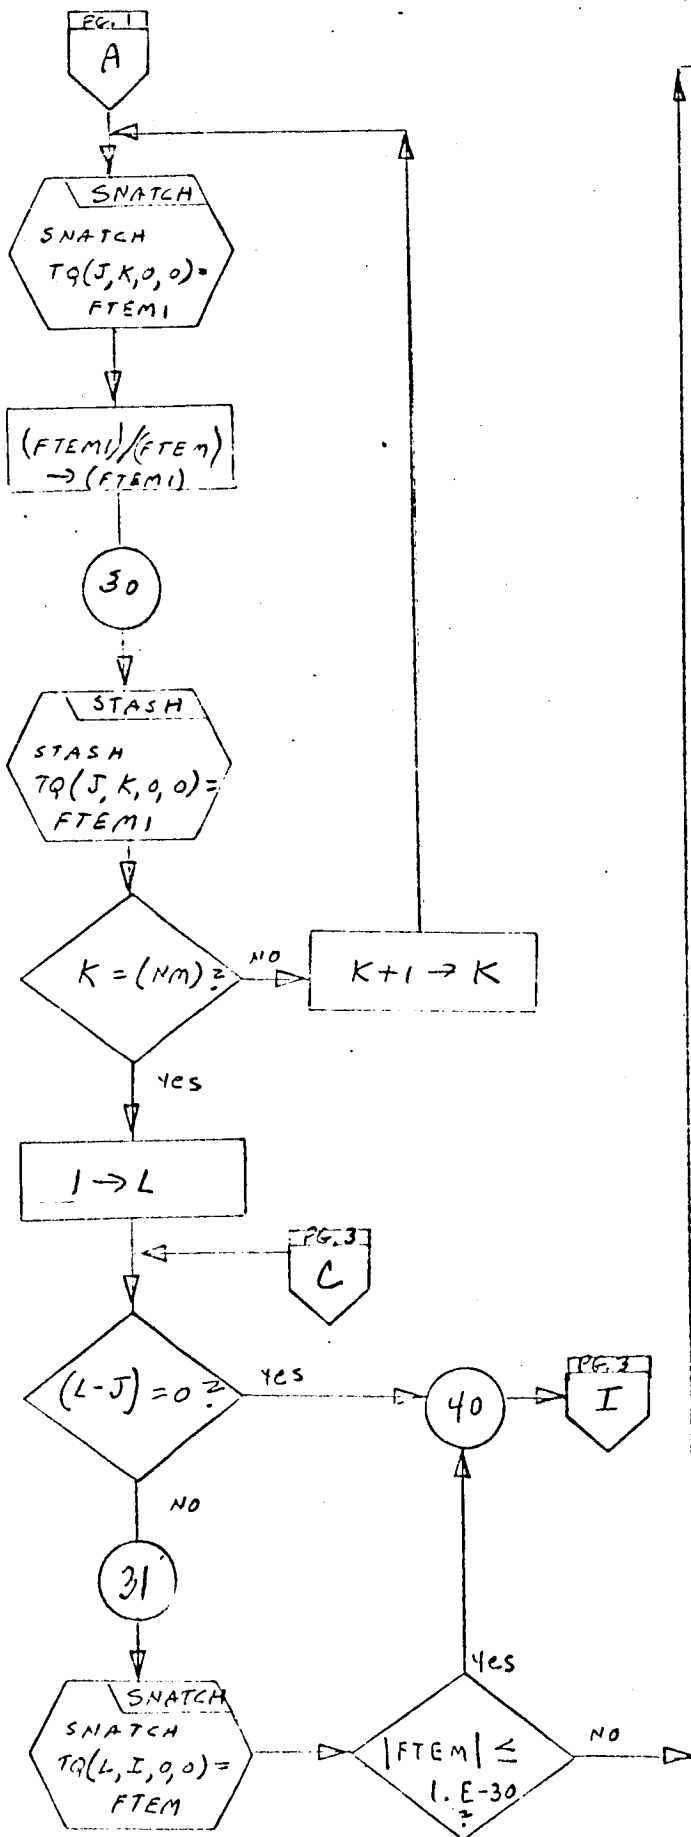 PG. 1
A
SNATCH
SNATCH
TQ(J, K, 0, 0) =
FTEM1
(FTEM1)/(FTEM)
→ (FTEM1)
30
STASH
STASH
TQ(J, K, 0, 0) =
FTEM1
K = (NM)?
NO
K+1 → K
Yes
1 → L
PG. 3
C
(L-J) = 0?
Yes
40
PG. 3
I
NO
31
SNATCH
SNATCH
TQ(L, I, 0, 0) =
FTEM
Yes
|FTEM| ≤
1. E-30
?
NO